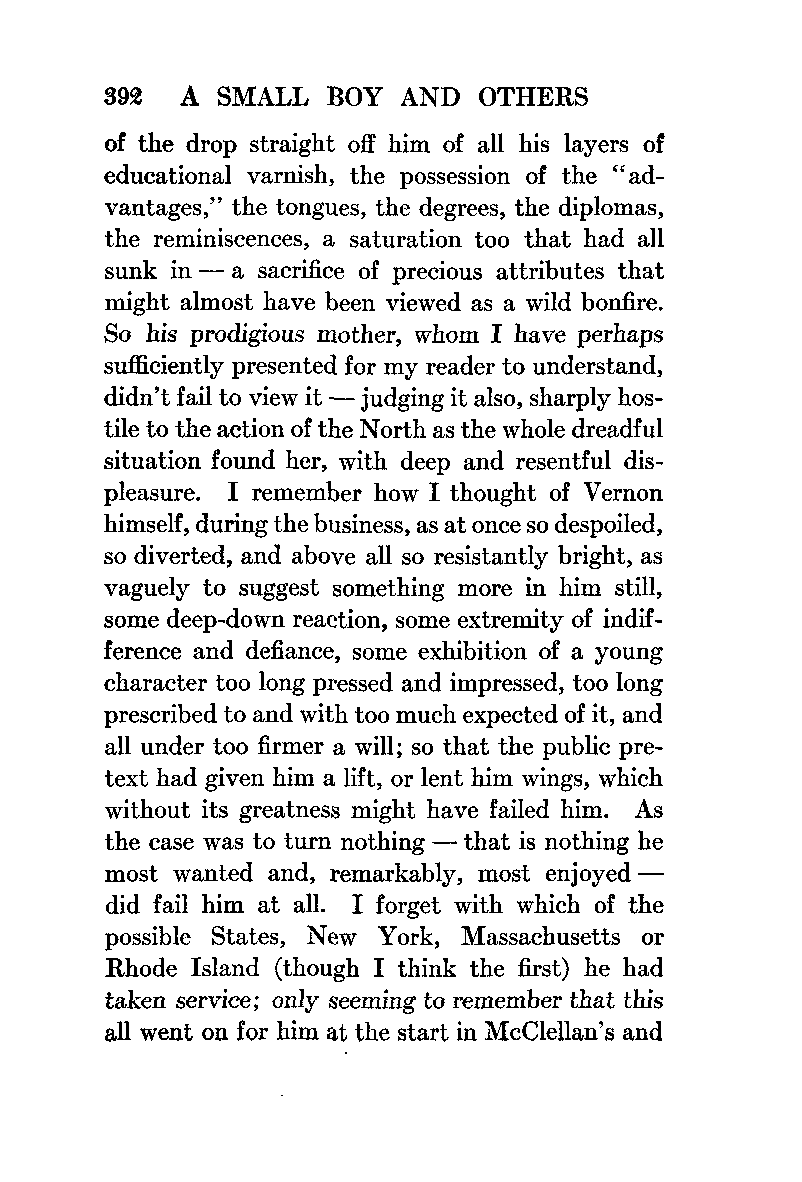 392 A SMALL BOY AND OTHERS
of the drop straight off him of all his layers of
educational varnish, the possession of the “ad-
vantages,” the tongues, the degrees, the diplomas,
the reminiscences, a saturation too that had all
sunk in — a sacrifice of precious attributes that
might almost have been viewed as a wild bonfire.
So his prodigious mother, whom I have perhaps
sufficiently presented for my reader to understand,
didn’t fail to view it — judging it also, sharply hos-
tile to the action of the North as the whole dreadful
situation found her, with deep and resentful dis-
pleasure. I remember how I thought of Vernon
himself, during the business, as at once so despoiled,
so diverted, and above all so resistantly bright, as
vaguely to suggest something more in him still,
some deep-down reaction, some extremity of indif-
ference and defiance, some exhibition of a young
character too long pressed and impressed, too long
prescribed to and with too much expected of it, and
all under too firmer a will; so that the public pre-
text had given him a lift, or lent him wings, which
without its greatness might have failed him. As
the case was to turn nothing — that is nothing he
most wanted and, remarkably, most enjoyed —
did fail him at all. I forget with which of the
possible States, New York, Massachusetts or
Rhode Island (though I think the first) he had
taken service; only seeming to remember that this
all went on for him at the start in McClellan’s and